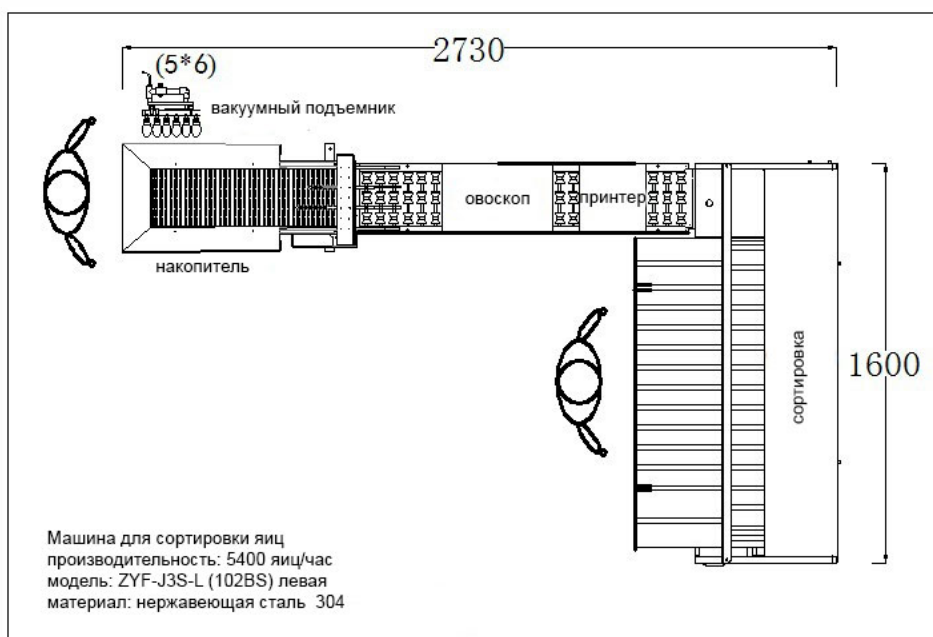 2730
(5*6)
вакуумный подъемник
овоскоп
принтер
накопитель
сортировка
1600
Машина для сортировки яиц
производительность: 5400 яиц/час
модель: ZYF-J3S-L (102BS) левая
материал: нержавеющая сталь 304